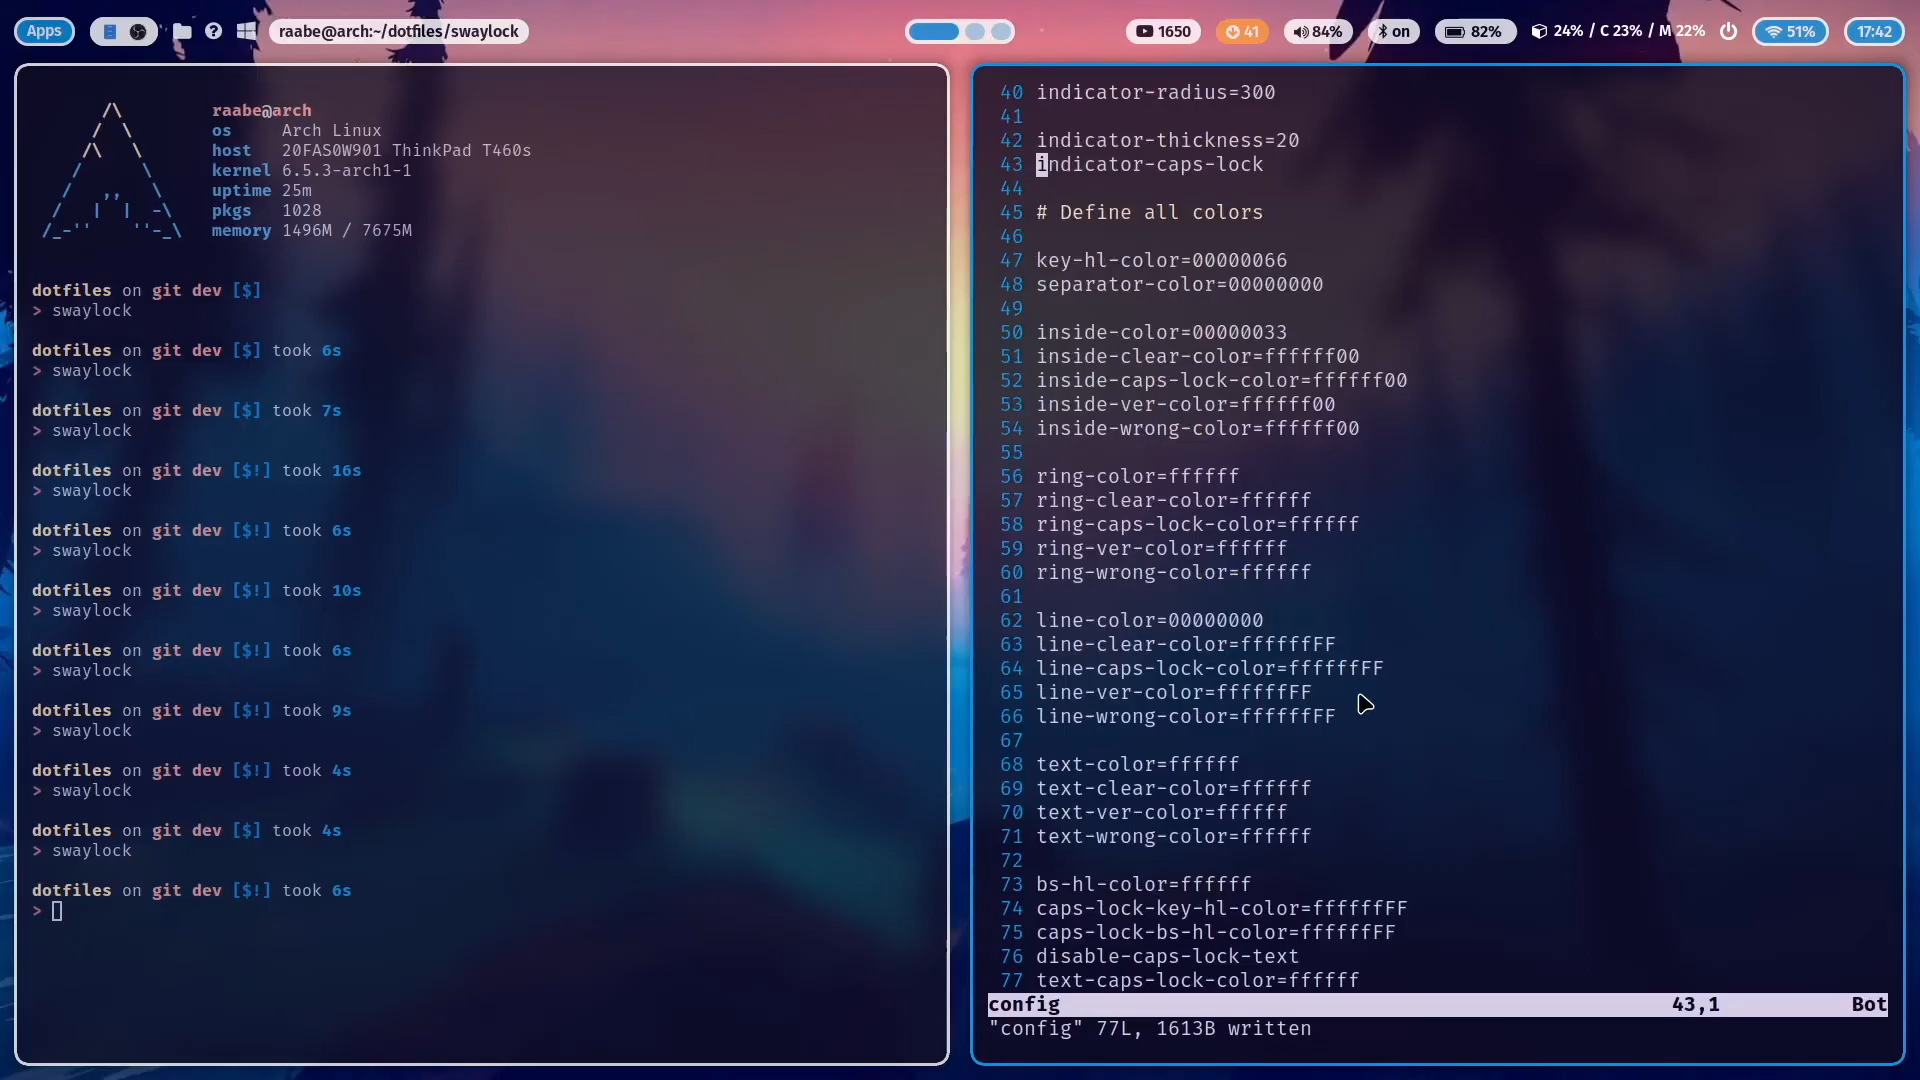 Apps
raabe@arch:~/dotfiles/swaylock
1650
41
84%
on
82%
24% / C 23% / M 22%
51%
17:42
raabe@arch
os Arch Linux
host 20FAS0W901 ThinkPad T460s
kernel 6.5.3-arch1-1
uptime 25m
pkgs 1028
memory 1496M / 7675M
dotfiles on git dev [$]
> swaylock
dotfiles on git dev [$] took 6s
> swaylock
dotfiles on git dev [$] took 7s
> swaylock
dotfiles on git dev [$!] took 16s
> swaylock
dotfiles on git dev [$!] took 6s
> swaylock
dotfiles on git dev [$!] took 10s
> swaylock
dotfiles on git dev [$!] took 6s
> swaylock
dotfiles on git dev [$!] took 9s
> swaylock
dotfiles on git dev [$!] took 4s
> swaylock
dotfiles on git dev [$] took 4s
> swaylock
dotfiles on git dev [$!] took 6s
>
40 indicator-radius=300
41
42 indicator-thickness=20
43 indicator-caps-lock
44
45 # Define all colors
46
47 key-hl-color=00000066
48 separator-color=00000000
49
50 inside-color=00000033
51 inside-clear-color=ffffff00
52 inside-caps-lock-color=ffffff00
53 inside-ver-color=ffffff00
54 inside-wrong-color=ffffff00
55
56 ring-color=ffffff
57 ring-clear-color=ffffff
58 ring-caps-lock-color=ffffff
59 ring-ver-color=ffffff
60 ring-wrong-color=ffffff
61
62 line-color=00000000
63 line-clear-color=ffffffFF
64 line-caps-lock-color=ffffffFF
65 line-ver-color=ffffffFF
66 line-wrong-color=ffffffFF
67
68 text-color=ffffff
69 text-clear-color=ffffff
70 text-ver-color=ffffff
71 text-wrong-color=ffffff
72
73 bs-hl-color=ffffff
74 caps-lock-key-hl-color=ffffffFF
75 caps-lock-bs-hl-color=ffffffFF
76 disable-caps-lock-text
77 text-caps-lock-color=ffffff
config 43,1 Bot
"config" 77L, 1613B written